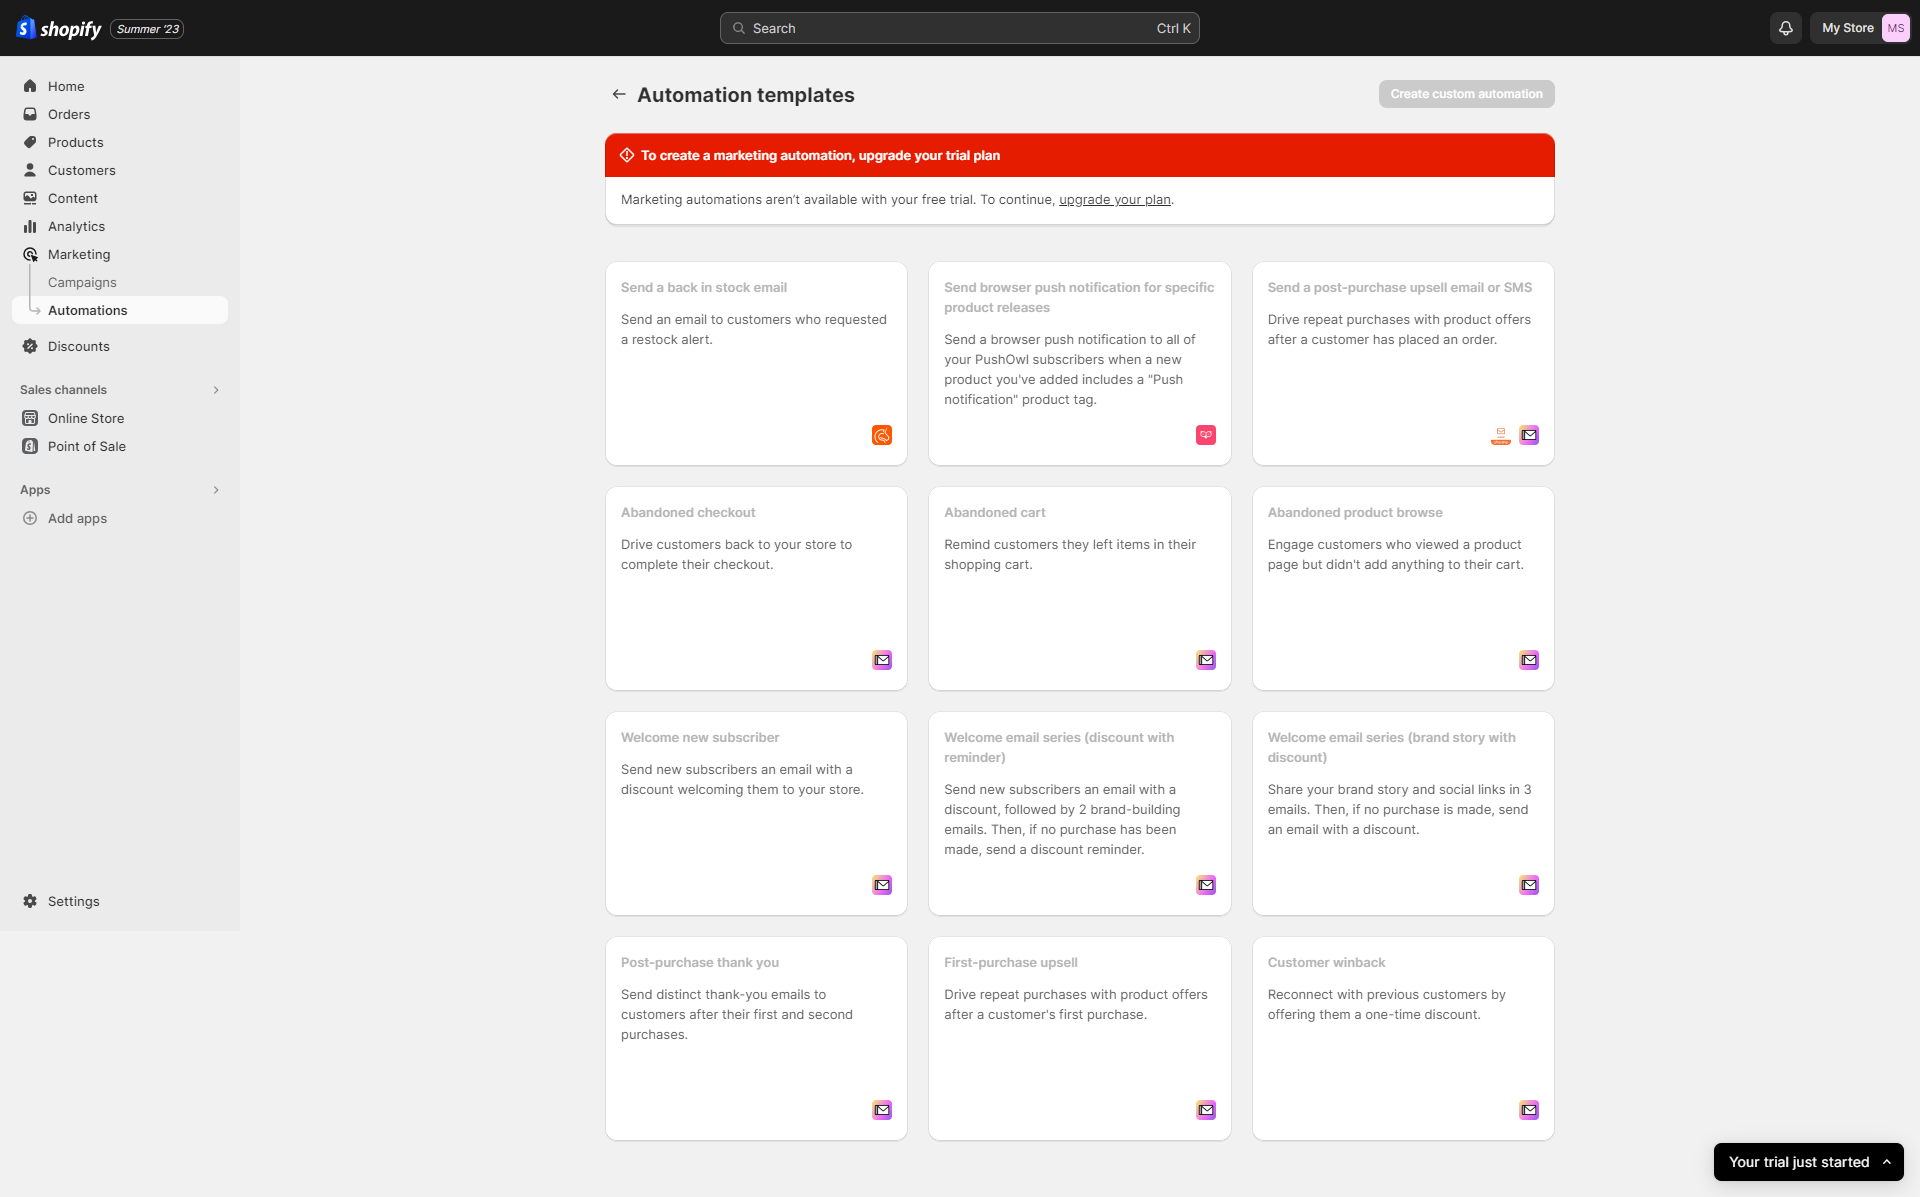 shopify
Summer '23
Search
Ctrl K
My Store
MS
Home
Orders
Products
Customers
Content
Analytics
Marketing
Campaigns
Automations
Discounts
Sales channels
Online Store
Point of Sale
Apps
Add apps
Settings
Automation templates
Create custom automation
To create a marketing automation, upgrade your trial plan
Marketing automations aren't available with your free trial. To continue, upgrade your plan.
Send a back in stock email
Send an email to customers who requested
a restock alert.
Send browser push notification for specific
product releases
Send a browser push notification to all of
your PushOwl subscribers when a new
product you've added includes a "Push
notification" product tag.
Send a post-purchase upsell email or SMS
Drive repeat purchases with product offers
after a customer has placed an order.
Abandoned checkout
Drive customers back to your store to
complete their checkout.
Abandoned cart
Remind customers they left items in their
shopping cart.
Abandoned product browse
Engage customers who viewed a product
page but didn't add anything to their cart.
Welcome new subscriber
Send new subscribers an email with a
discount welcoming them to your store.
Welcome email series (discount with
reminder)
Send new subscribers an email with a
discount, followed by 2 brand-building
emails. Then, if no purchase has been
made, send a discount reminder.
Welcome email series (brand story with
discount)
Share your brand story and social links in 3
emails. Then, if no purchase is made, send
an email with a discount.
Post-purchase thank you
Send distinct thank-you emails to
customers after their first and second
purchases.
First-purchase upsell
Drive repeat purchases with product offers
after a customer's first purchase.
Customer winback
Reconnect with previous customers by
offering them a one-time discount.
Your trial just started